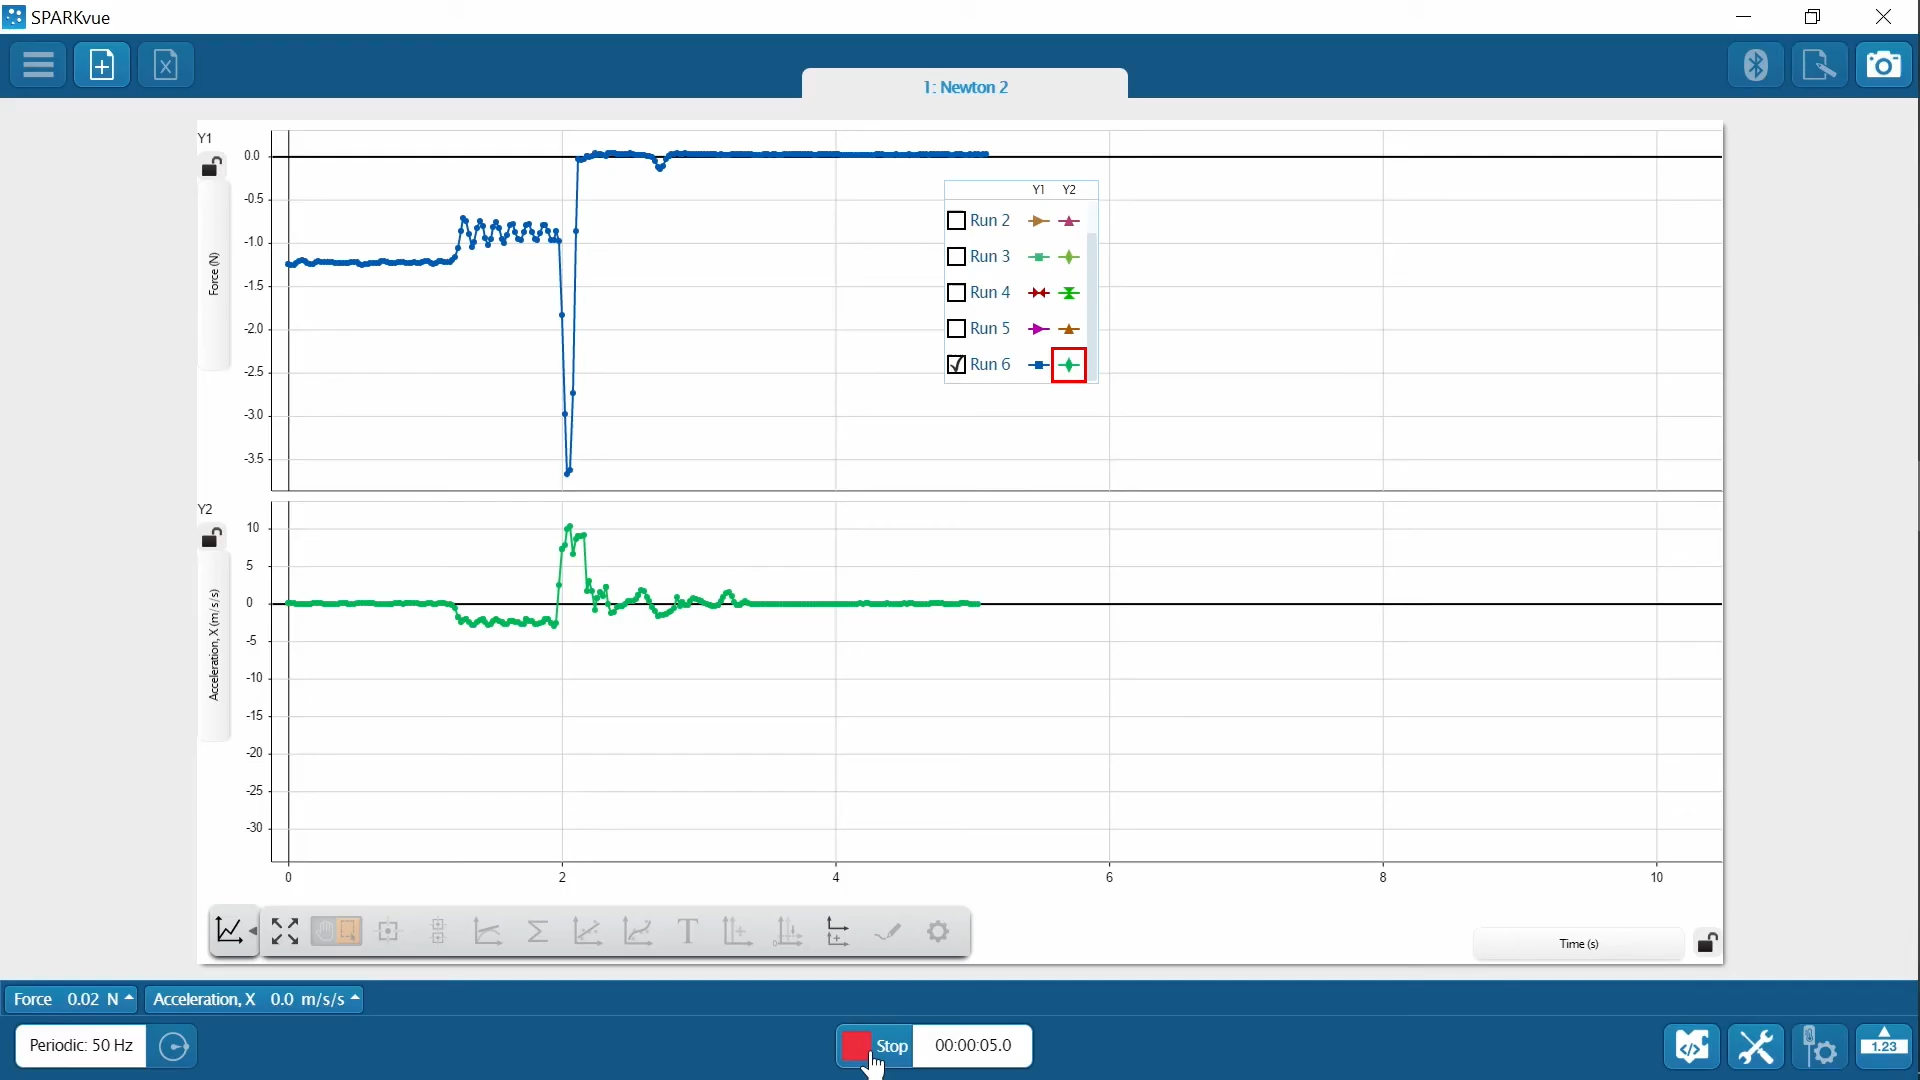 SPARKvue
1: Newton 2
Y1
0.0
-0.5
-1.0
-1.5
-2.0
-2.5
-3.0
-3.5
Force (N)
Y1 Y2
Run 2
Run 3
Run 4
Run 5
Run 6
Y2
10
5
0
-5
-10
-15
-20
-25
-30
Acceleration, X (m/s/s)
0 2 4 6 8 10
T
Time (s)
Force 0.02 N
Acceleration, X 0.0 m/s/s
Periodic: 50 Hz
Stop 00:00:05.0
1.23